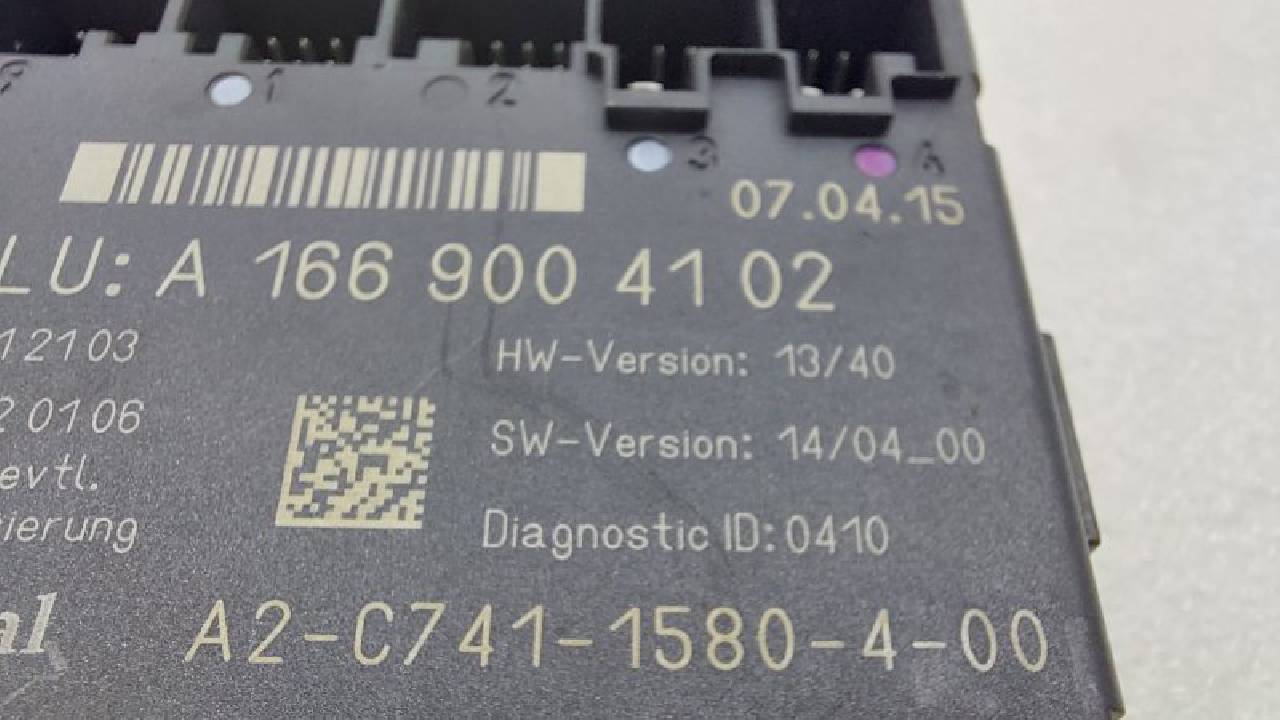 1
2
3
07.04.15
LU: A 166 900 41 02
12103
HW-Version: 13/40
20106
SW-Version: 14/04_00
evtl.
ierung
Diagnostic ID: 0410
al
A2-C741-1580-4-00